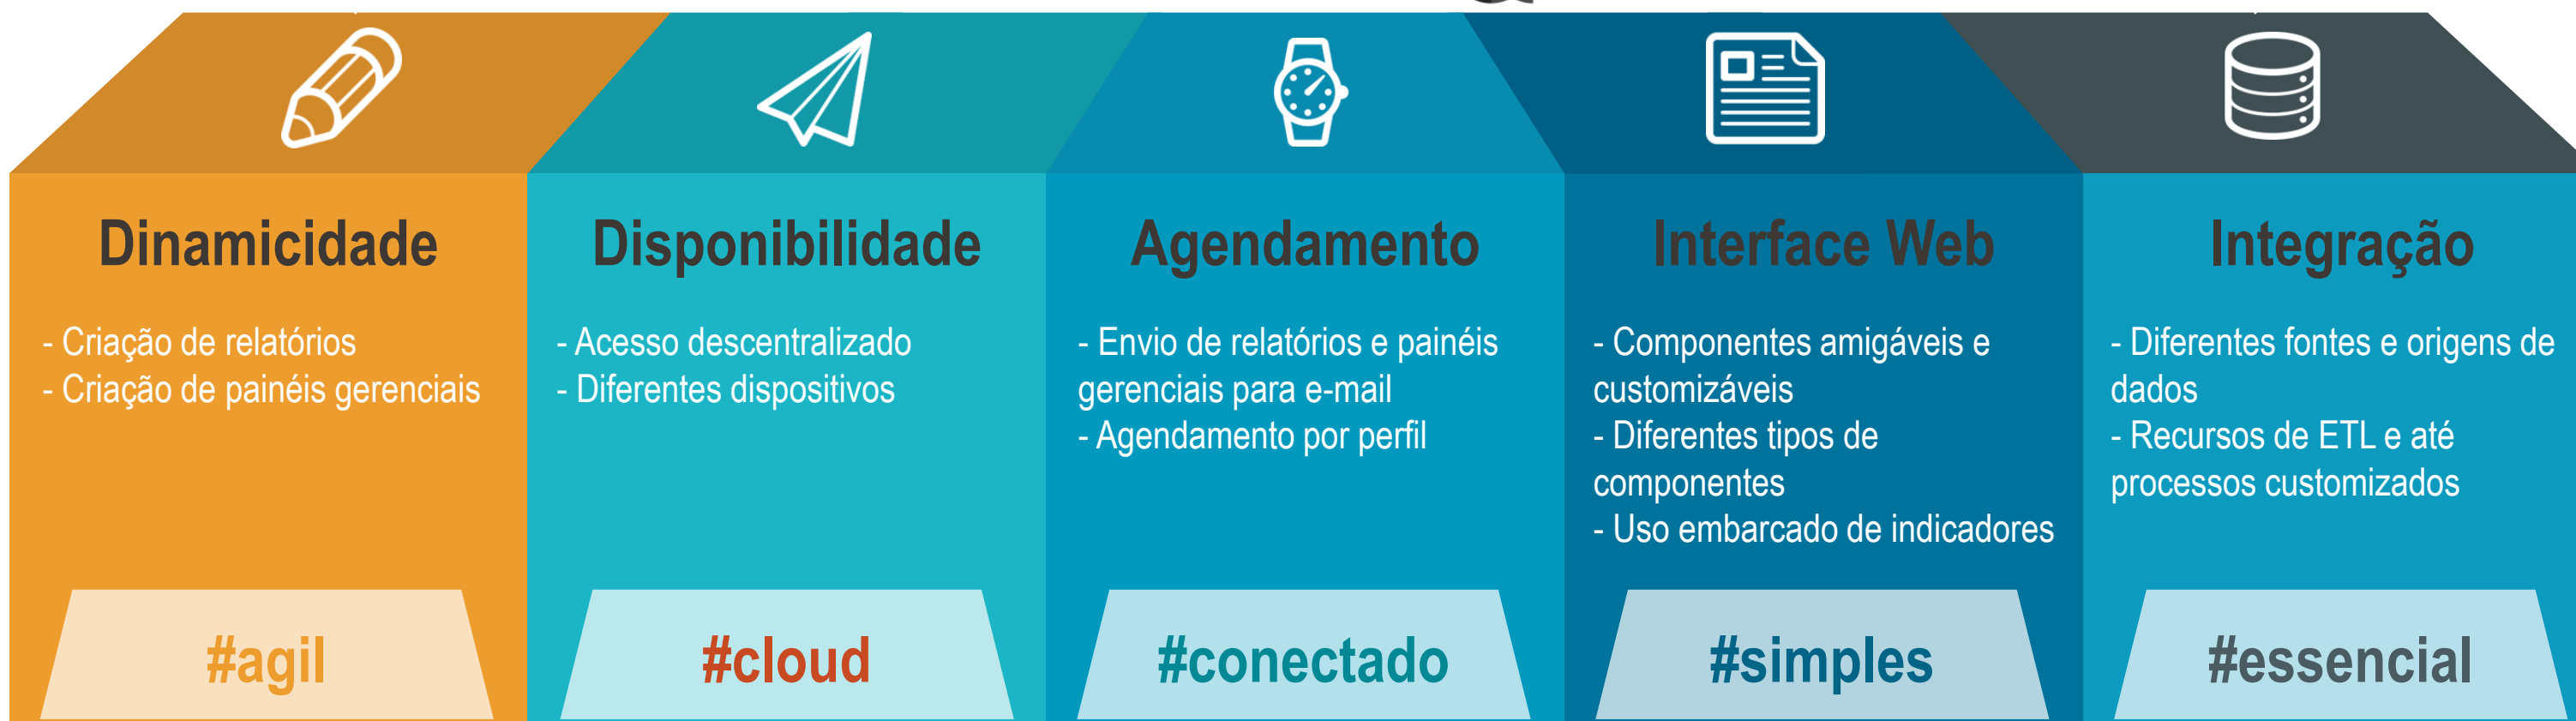 Dinamicidade
- Criação de relatórios
- Criação de painéis gerenciais
#agil
Disponibilidade
- Acesso descentralizado
- Diferentes dispositivos
#cloud
Agendamento
- Envio de relatórios e painéis
gerenciais para e-mail
- Agendamento por perfil
#conectado
Interface Web
- Componentes amigáveis e
customizáveis
- Diferentes tipos de
componentes
- Uso embarcado de indicadores
#simples
Integração
- Diferentes fontes e origens de
dados
- Recursos de ETL e até
processos customizados
#essencial